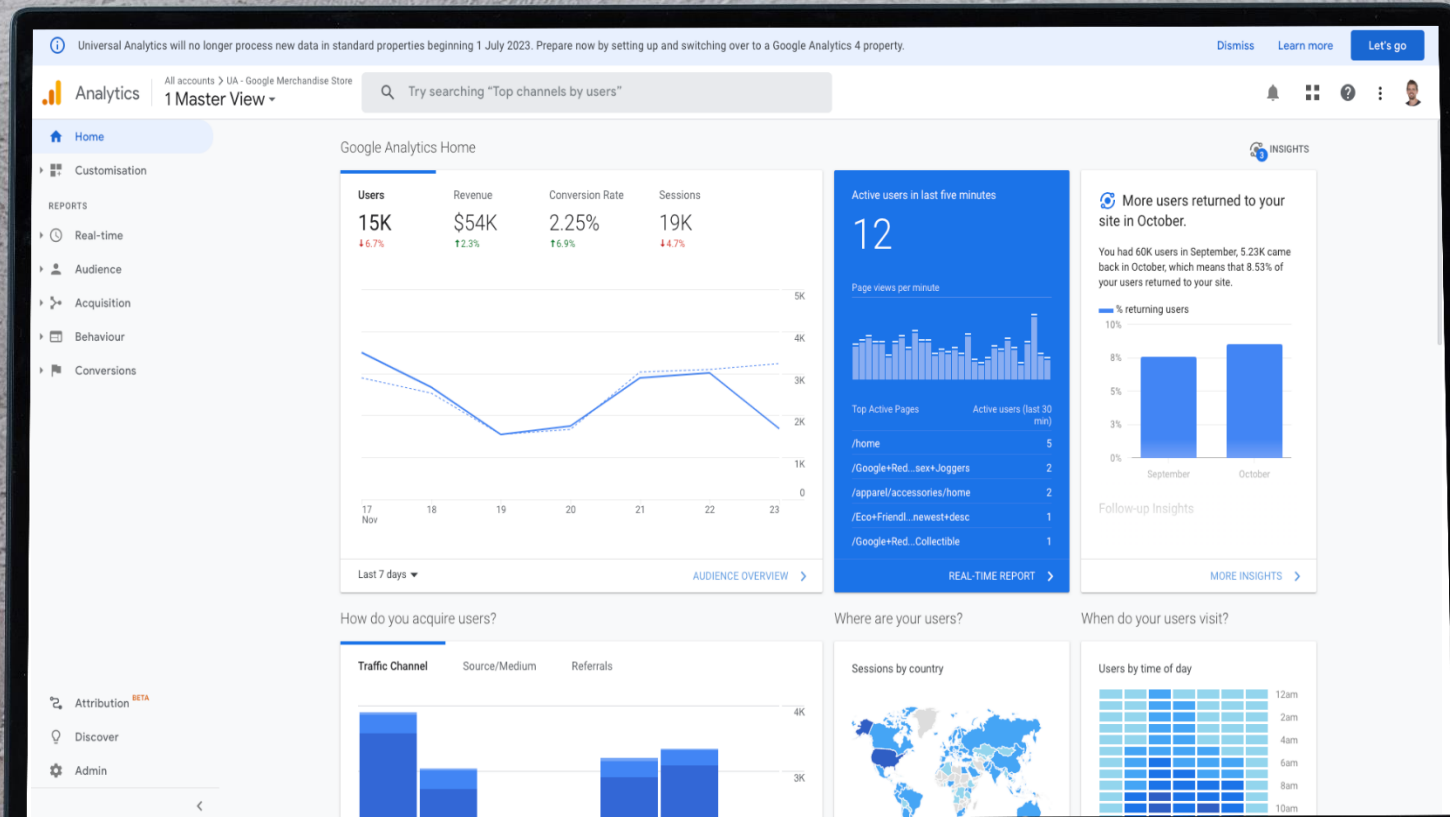 Universal Analytics will no longer process new data in standard properties beginning 1 July 2023. Prepare now by setting up and switching over to a Google Analytics 4 property.
Dismiss
Learn more
Let's go
Analytics
All accounts > UA - Google Merchandise Store
1 Master View
Try searching "Top channels by users"
Home
Customisation
REPORTS
Real-time
Audience
Acquisition
Behaviour
Conversions
Attribution BETA
Discover
Admin
Google Analytics Home
3
INSIGHTS
Users
15K
6.7%
Revenue
$54K
2.3%
Conversion Rate
2.25%
6.9%
Sessions
19K
4.7%
5K
4K
3K
2K
1K
0
17
Nov
18
19
20
21
22
23
Last 7 days
AUDIENCE OVERVIEW
Active users in last five minutes
12
Page views per minute
Top Active Pages
Active users (last 30
min)
/home 5
/Google+Red...sex+Joggers 2
/apparel/accessories/home 2
/Eco+Friendl...newest+desc 1
/Google+Red...Collectible 1
REAL-TIME REPORT
More users returned to your
site in October.
You had 60K users in September, 5.23K came
back in October, which means that 8.53% of
your users returned to your site.
% returning users
10%
8%
5%
3%
0%
September
October
Follow-up Insights
MORE INSIGHTS
How do you acquire users?
Traffic Channel
Source/Medium
Referrals
4K
3K
Where are your users?
Sessions by country
When do your users visit?
Users by time of day
12am
2am
4am
6am
8am
10am